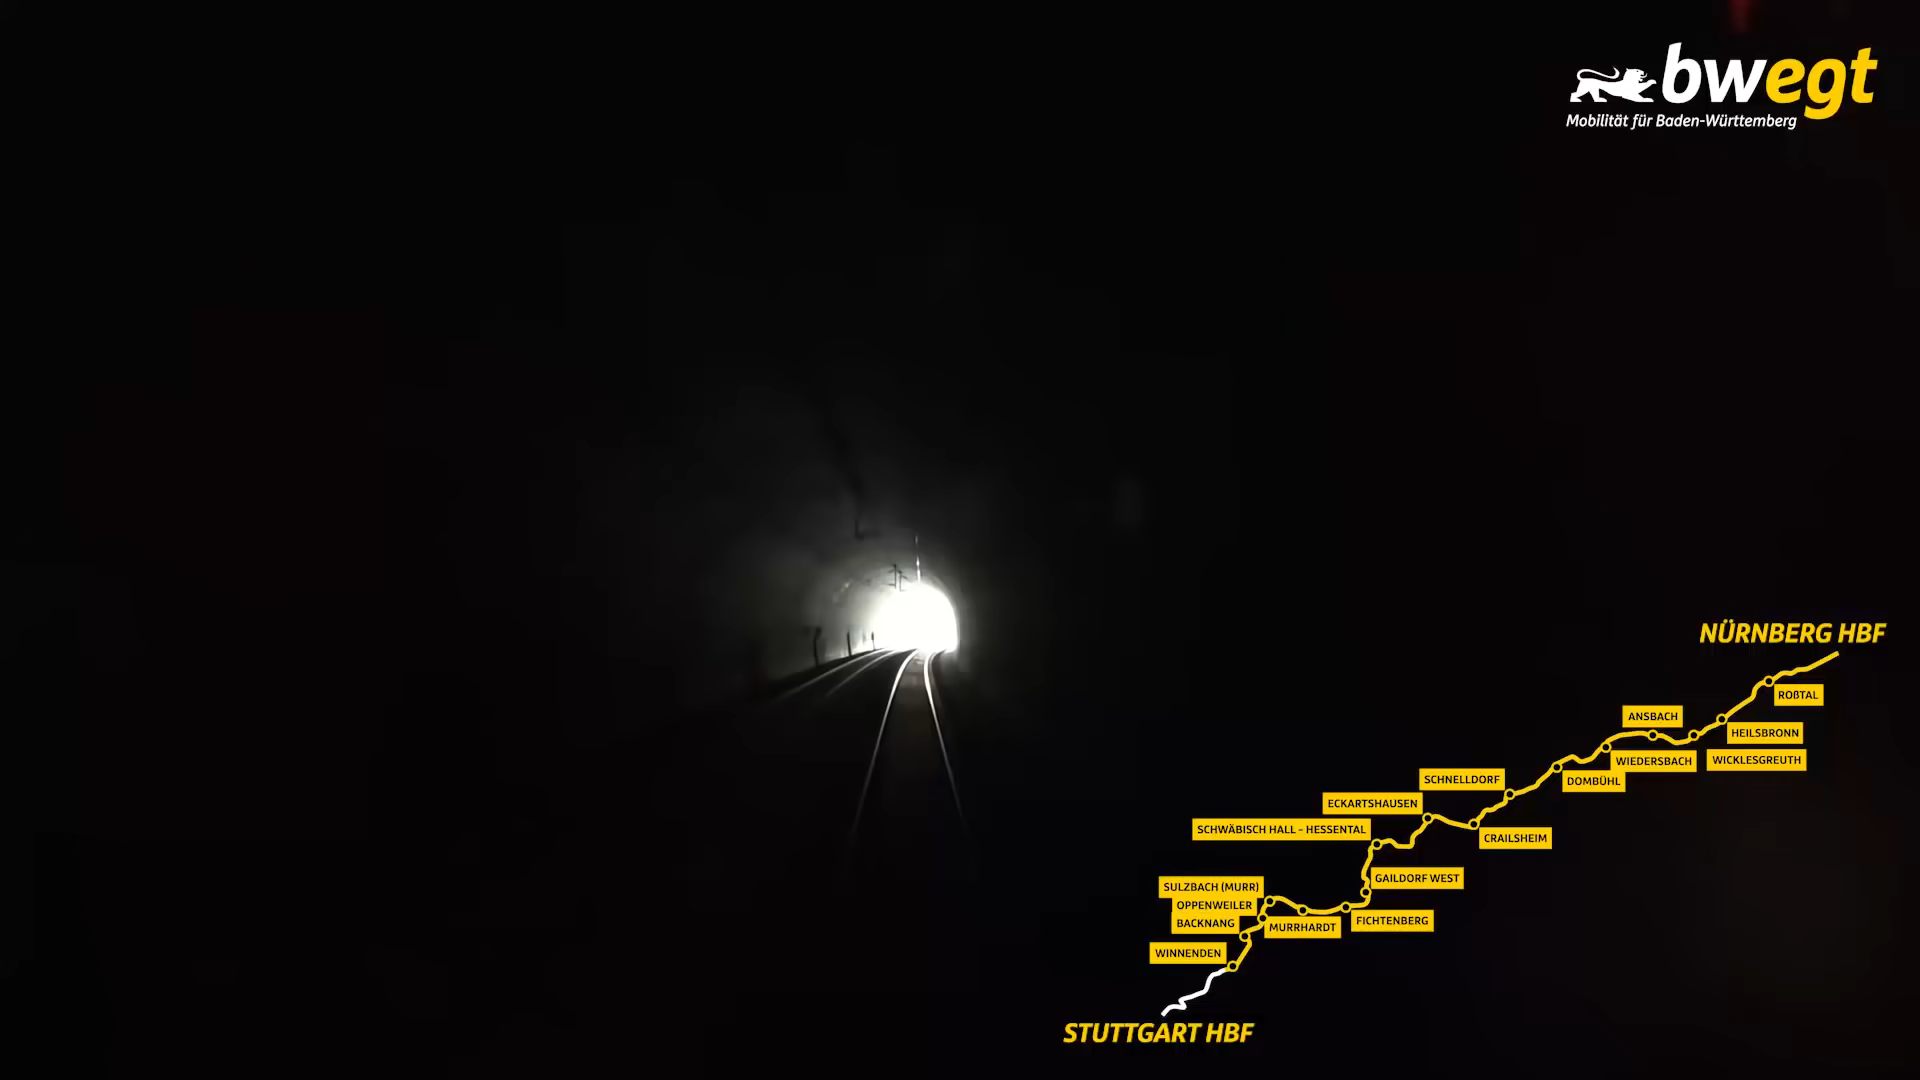 bwegt
Mobilität für Baden-Württemberg
NÜRNBERG HBF
ROẞTAL
ANSBACH
HEILSBRONN
WIEDERSBACH
WICKLESGREUTH
SCHNELLDORF
DOMBÜHL
ECKARTSHAUSEN
SCHWÄBISCH HALL - HESSENTAL
CRAILSHEIM
GAILDORF WEST
SULZBACH (MURR)
OPPENWEILER
BACKNANG
MURRHARDT
FICHTENBERG
WINNENDEN
STUTTGART HBF